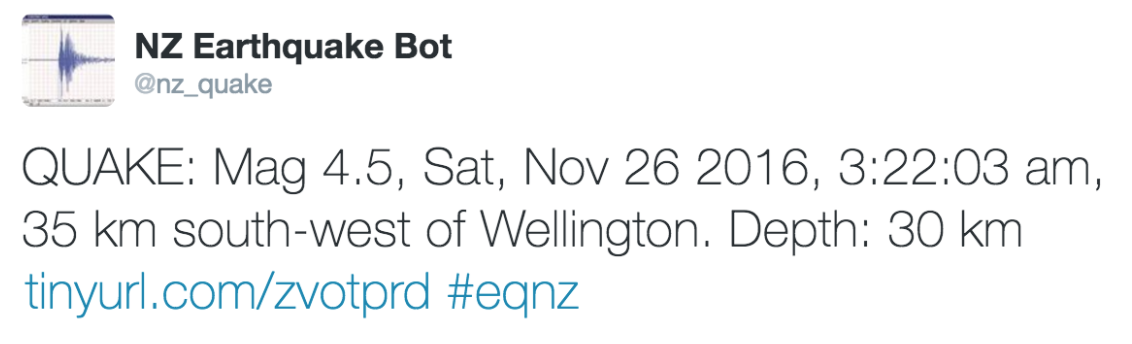 NZ Earthquake Bot
@nz_quake
QUAKE: Mag 4.5, Sat, Nov 26 2016, 3:22:03 am,
35 km south-west of Wellington. Depth: 30 km
tinyurl.com/zvotprd #eqnz